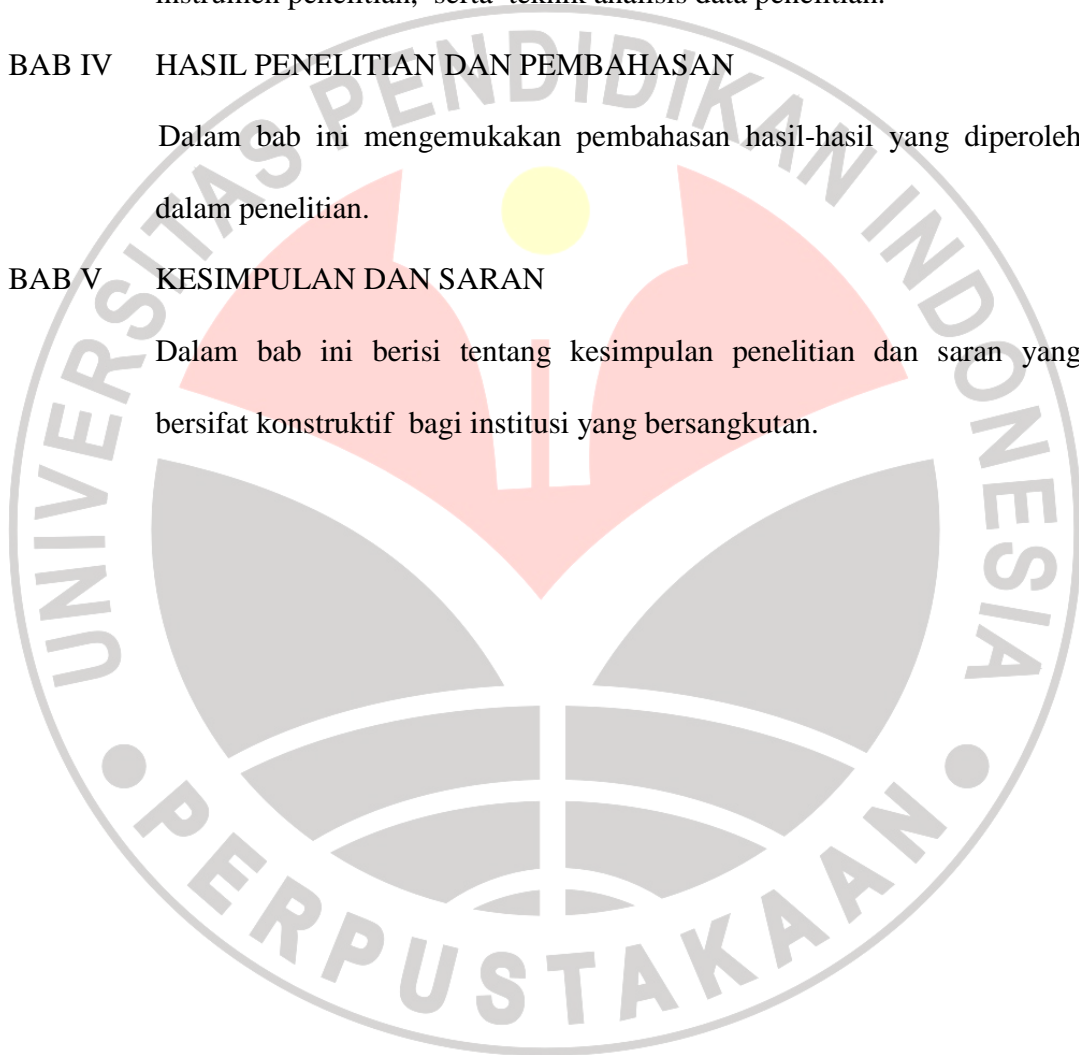 instrumen penelitian, serta teknik analisis data penelitian.
BAB IV HASIL PENELITIAN DAN PEMBAHASAN
Dalam bab ini mengemukakan pembahasan hasil-hasil yang diperoleh
dalam penelitian.
BAB V KESIMPULAN DAN SARAN
Dalam bab ini berisi tentang kesimpulan penelitian dan saran yang
bersifat konstruktif bagi institusi yang bersangkutan.
UNIVERSITAS PENDIDIKAN INDONESIA
PERPUSTAKAAN